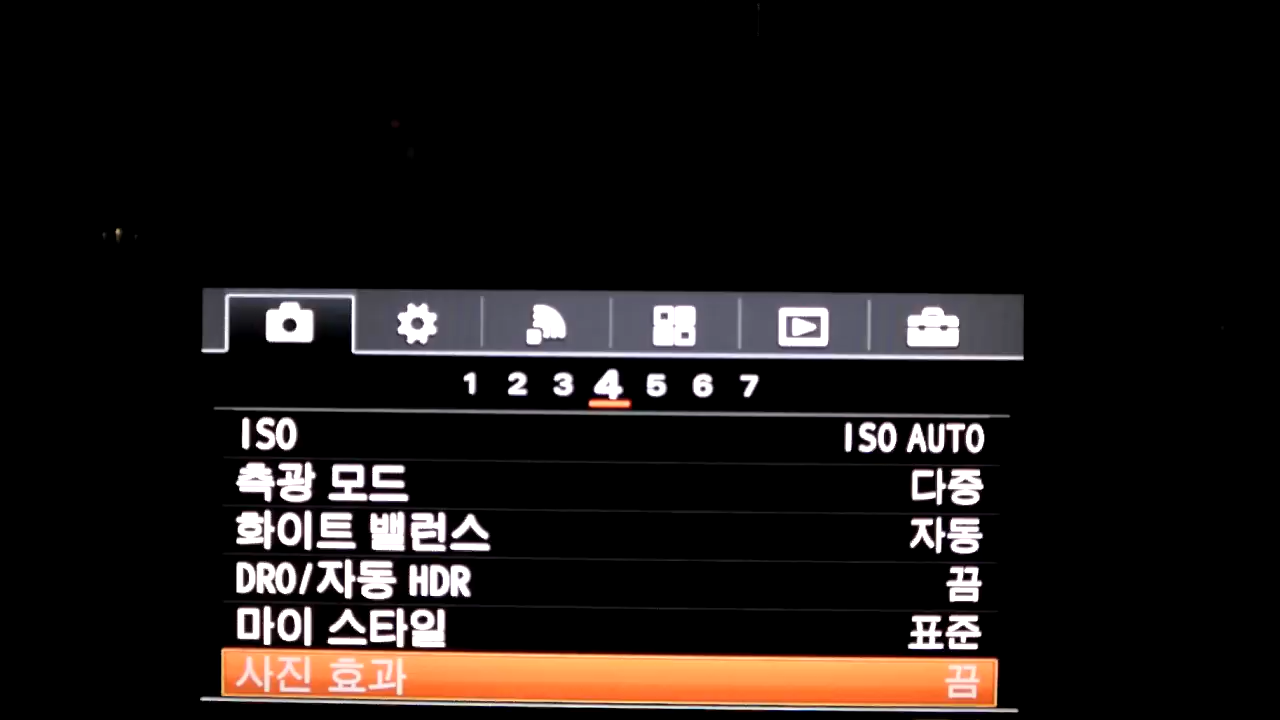 1 2 3 4 5 6 7
ISO ISO AUTO
측광 모드 다중
화이트 밸런스 자동
DRO/자동 HDR 끔
마이 스타일 표준
사진 효과 끔